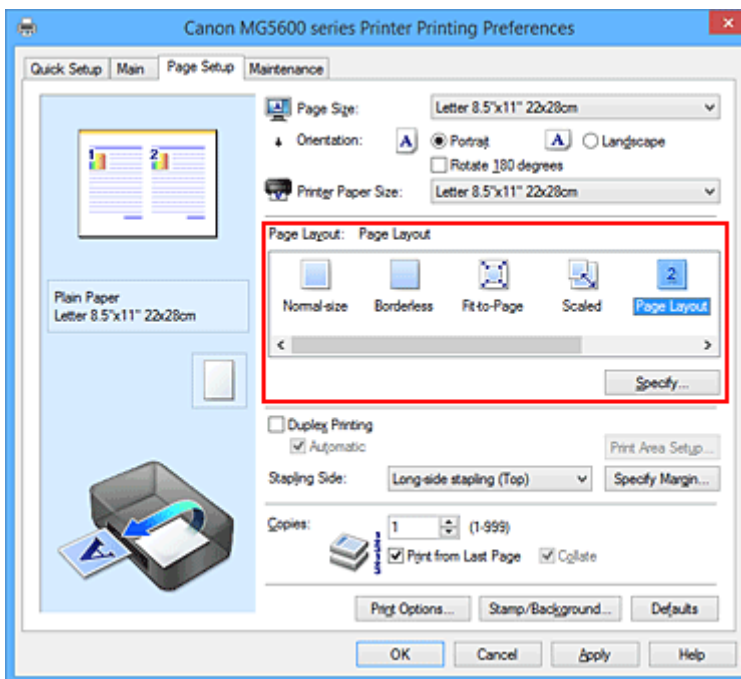 Canon MG5600 series Printer Printing Preferences
Quick Setup Main Page Setup Maintenance
1 2
Plain Paper
Letter 8.5"x11" 22x28cm
Page Size: Letter 8.5"x11" 22x28cm
Orientation: A Portrait A Landscape
Rotate 180 degrees
Printer Paper Size: Letter 8.5"x11" 22x28cm
Page Layout: Page Layout
2
Normal-size Borderless Fit-to-Page Scaled Page Layout
Specify...
Duplex Printing
Automatic Print Area Setup...
Stapling Side: Long-side stapling (Top) Specify Margin...
Copies: 1 (1-999)
Print from Last Page Collate
A
Print Options... Stamp/Background... Defaults
OK Cancel Apply Help